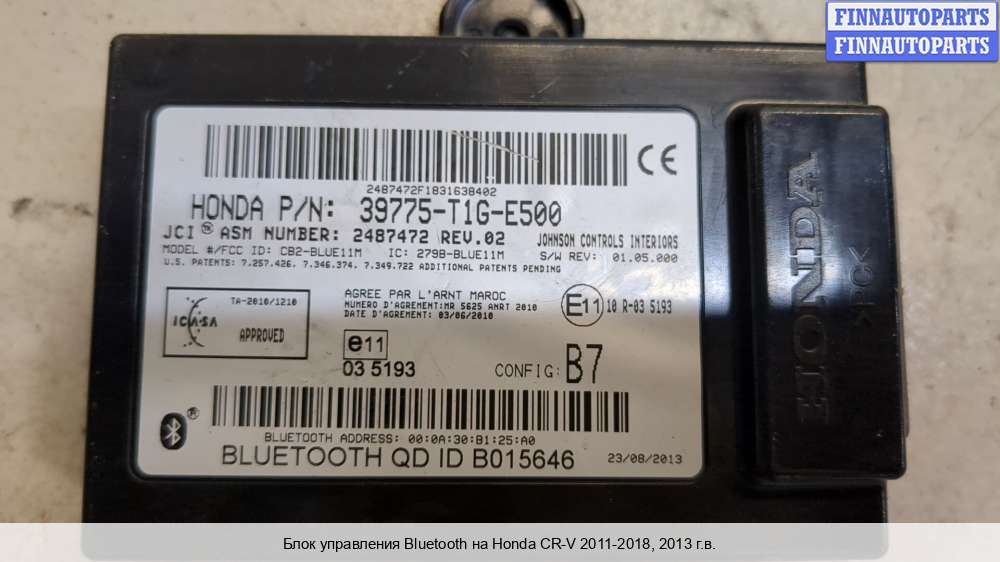 FINNAUTOPARTS
FINNAUTOPARTS
2487472F1831638402
HONDA P/N: 39775-T1G-E500
JCI ASM NUMBER: 2487472 REV.02 JOHNSON CONTROLS INTERIORS
MODEL #/FCC ID: CB2-BLUE11M IC: 279B-BLUE11M S/W REV: 01.05.000
U.S. PATENTS: 7.257.426. 7.346.374. 7.349.722 ADDITIONAL PATENTS PENDING
TA-2010/1210
ICASA
APPROVED
AGREE PAR L'ARNT MAROC
NUMERO D'AGREMENT:MR 5625 ANRT 2010
DATE D'AGREMENT: 03/06/2010
E11 10 R-03 5193
e11
03 5193
CONFIG: B7
BLUETOOTH ADDRESS: 00:0A:30:B1:25:A0
BLUETOOTH QD ID B015646
23/08/2013
CE
HONDA
>IC<
Блок управления Bluetooth на Honda CR-V 2011-2018, 2013 г.в.